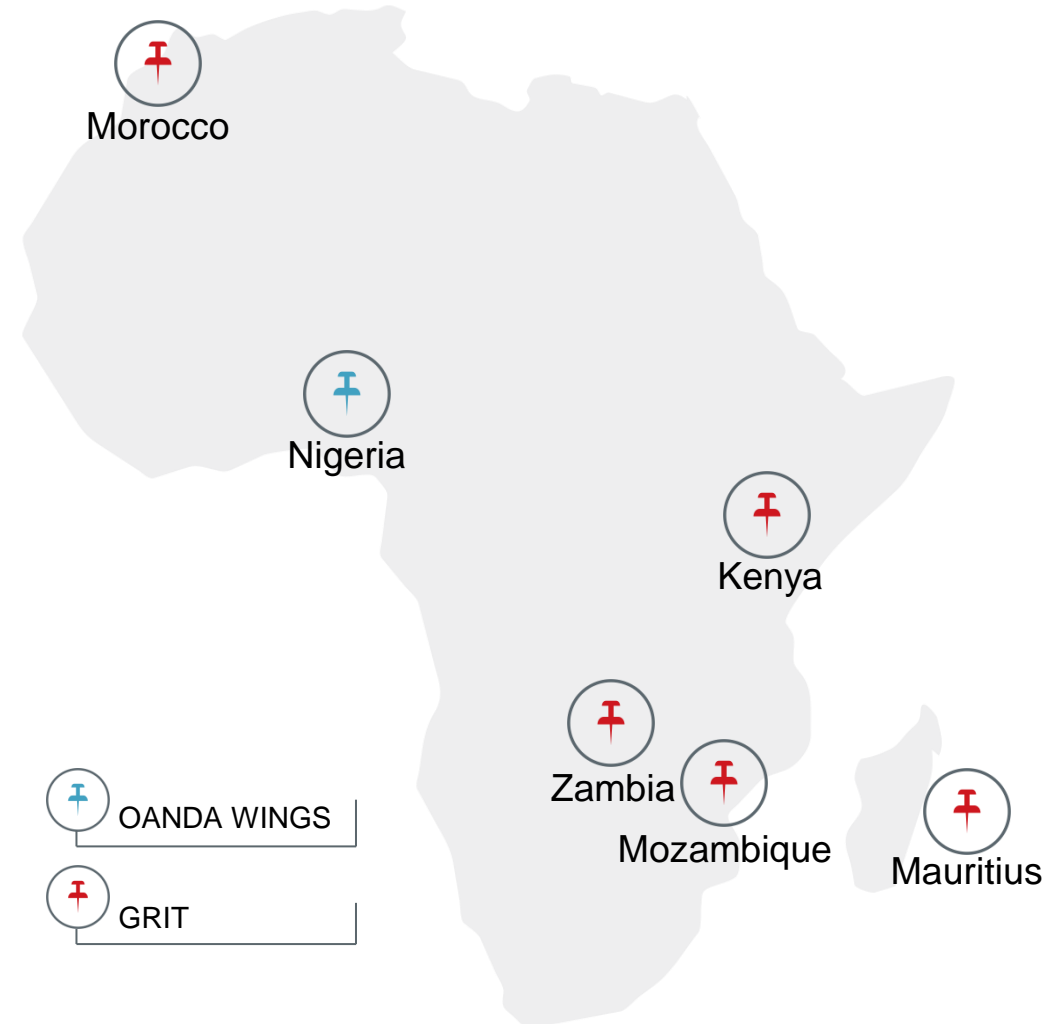 Morocco
Nigeria
Kenya
Zambia
Mozambique
Mauritius
OANDA WINGS
GRIT